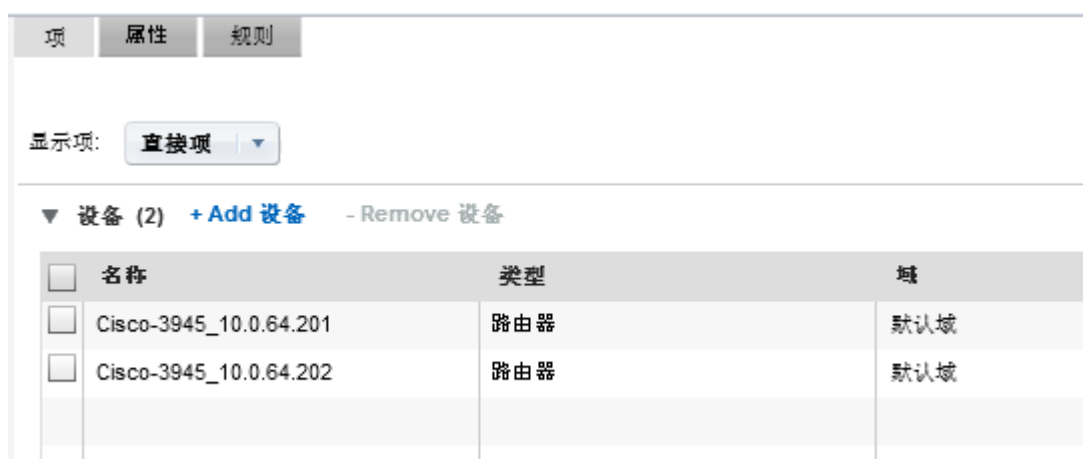 项 属性 规则
显示项: 直接项
设备 (2) + Add 设备 - Remove 设备
名称 类型 域
Cisco-3945_10.0.64.201 路由器 默认域
Cisco-3945_10.0.64.202 路由器 默认域